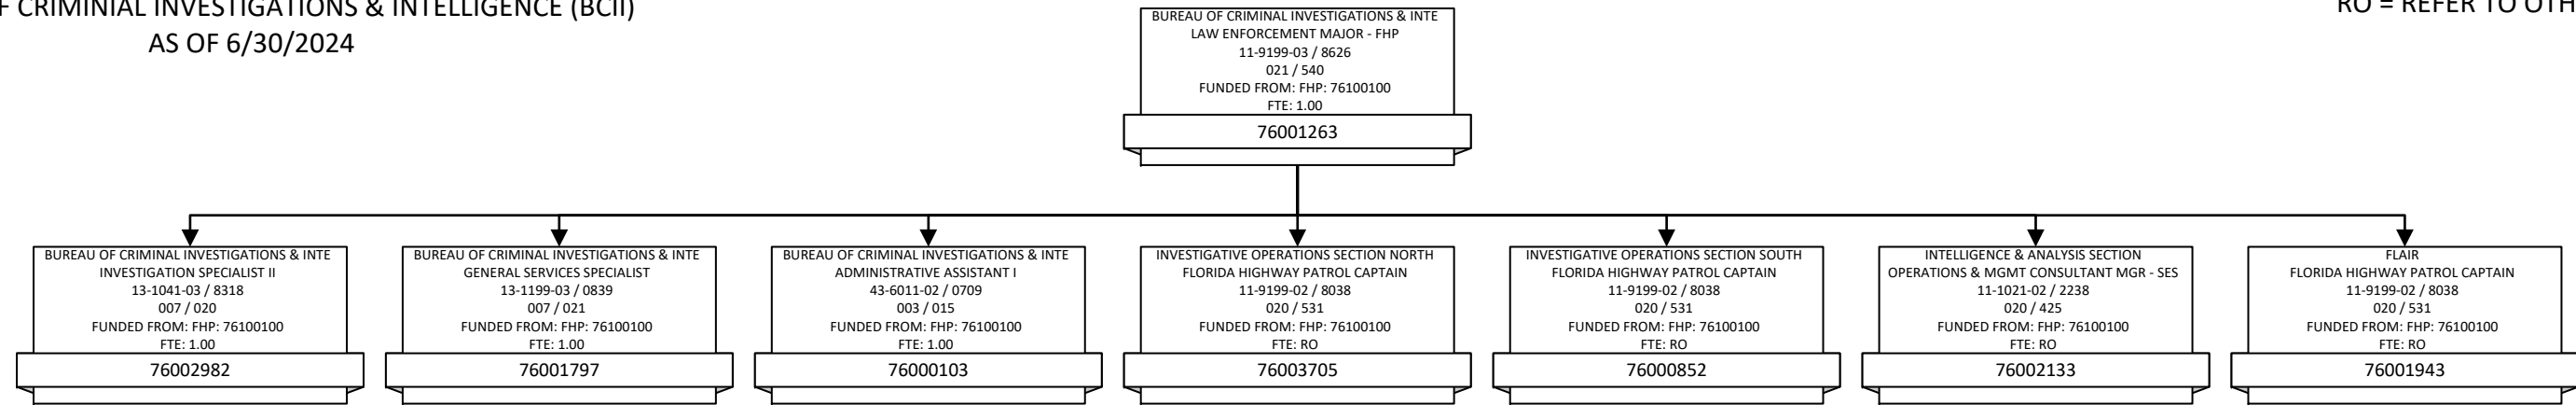 F CRIMINIAL INVESTIGATIONS & INTELLIGENCE (BCII)
AS OF 6/30/2024
RO = REFER TO OTH
BUREAU OF CRIMINAL INVESTIGATIONS & INTE
LAW ENFORCEMENT MAJOR - FHP
11-9199-03 / 8626
021 / 540
FUNDED FROM: FHP: 76100100
FTE: 1.00
76001263
BUREAU OF CRIMINAL INVESTIGATIONS & INTE
INVESTIGATION SPECIALIST II
13-1041-03 / 8318
007 / 020
FUNDED FROM: FHP: 76100100
FTE: 1.00
76002982
BUREAU OF CRIMINAL INVESTIGATIONS & INTE
GENERAL SERVICES SPECIALIST
13-1199-03 / 0839
007 / 021
FUNDED FROM: FHP: 76100100
FTE: 1.00
76001797
BUREAU OF CRIMINAL INVESTIGATIONS & INTE
ADMINISTRATIVE ASSISTANT I
43-6011-02 / 0709
003 / 015
FUNDED FROM: FHP: 76100100
FTE: 1.00
76000103
INVESTIGATIVE OPERATIONS SECTION NORTH
FLORIDA HIGHWAY PATROL CAPTAIN
11-9199-02 / 8038
020 / 531
FUNDED FROM: FHP: 76100100
FTE: RO
76003705
INVESTIGATIVE OPERATIONS SECTION SOUTH
FLORIDA HIGHWAY PATROL CAPTAIN
11-9199-02 / 8038
020 / 531
FUNDED FROM: FHP: 76100100
FTE: RO
76000852
INTELLIGENCE & ANALYSIS SECTION
OPERATIONS & MGMT CONSULTANT MGR - SES
11-1021-02 / 2238
020 / 425
FUNDED FROM: FHP: 76100100
FTE: RO
76002133
FLAIR
FLORIDA HIGHWAY PATROL CAPTAIN
11-9199-02 / 8038
020 / 531
FUNDED FROM: FHP: 76100100
FTE: RO
76001943